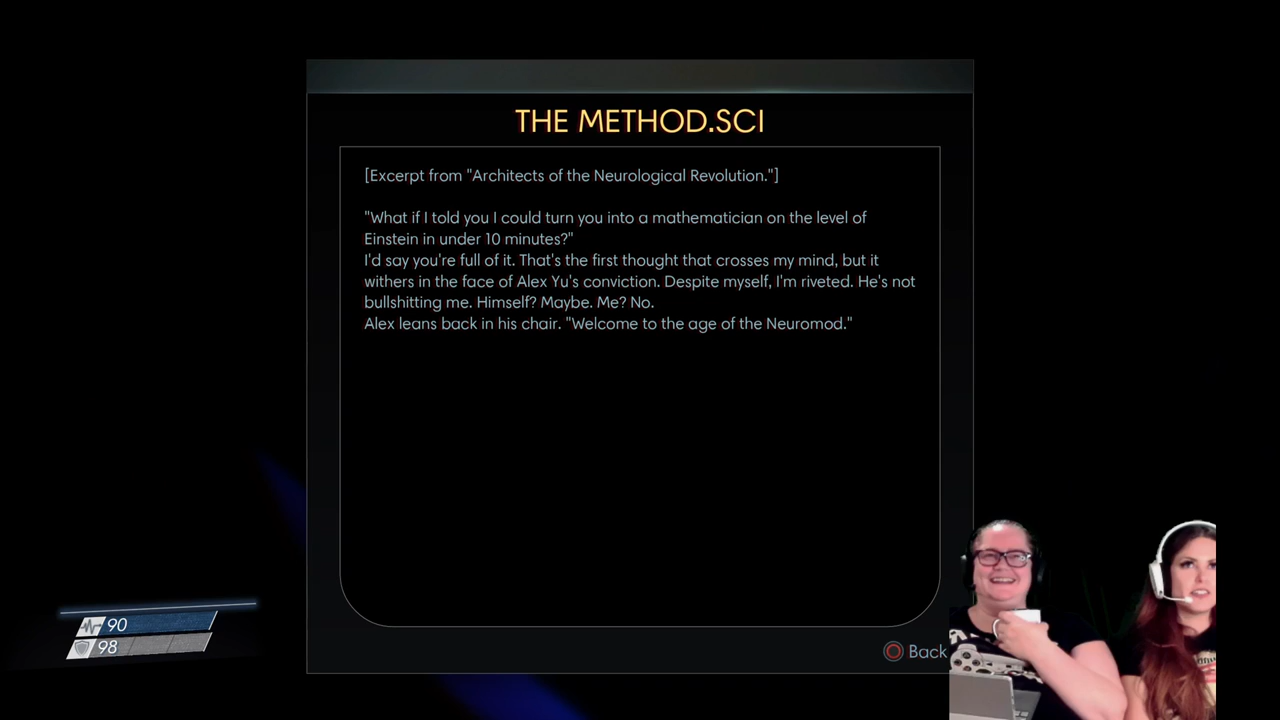 THE METHOD.SCI
[Excerpt from "Architects of the Neurological Revolution."]
"What if I told you I could turn you into a mathematician on the level of
Einstein in under 10 minutes?"
I'd say you're full of it. That's the first thought that crosses my mind, but it
withers in the face of Alex Yu's conviction. Despite myself, I'm riveted. He's not
bullshitting me. Himself? Maybe. Me? No.
Alex leans back in his chair. "Welcome to the age of the Neuromod."
90
98
Back